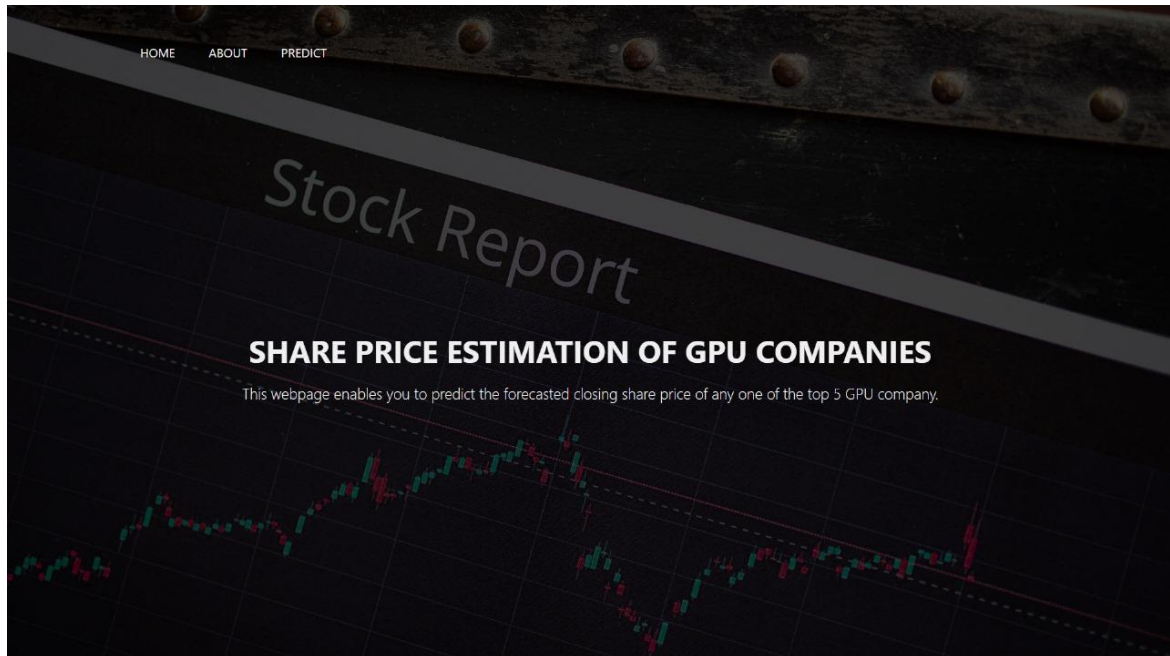 HOME ABOUT PREDICT
Stock Report
SHARE PRICE ESTIMATION OF GPU COMPANIES
This webpage enables you to predict the forecasted closing share price of any one of the top 5 GPU company.